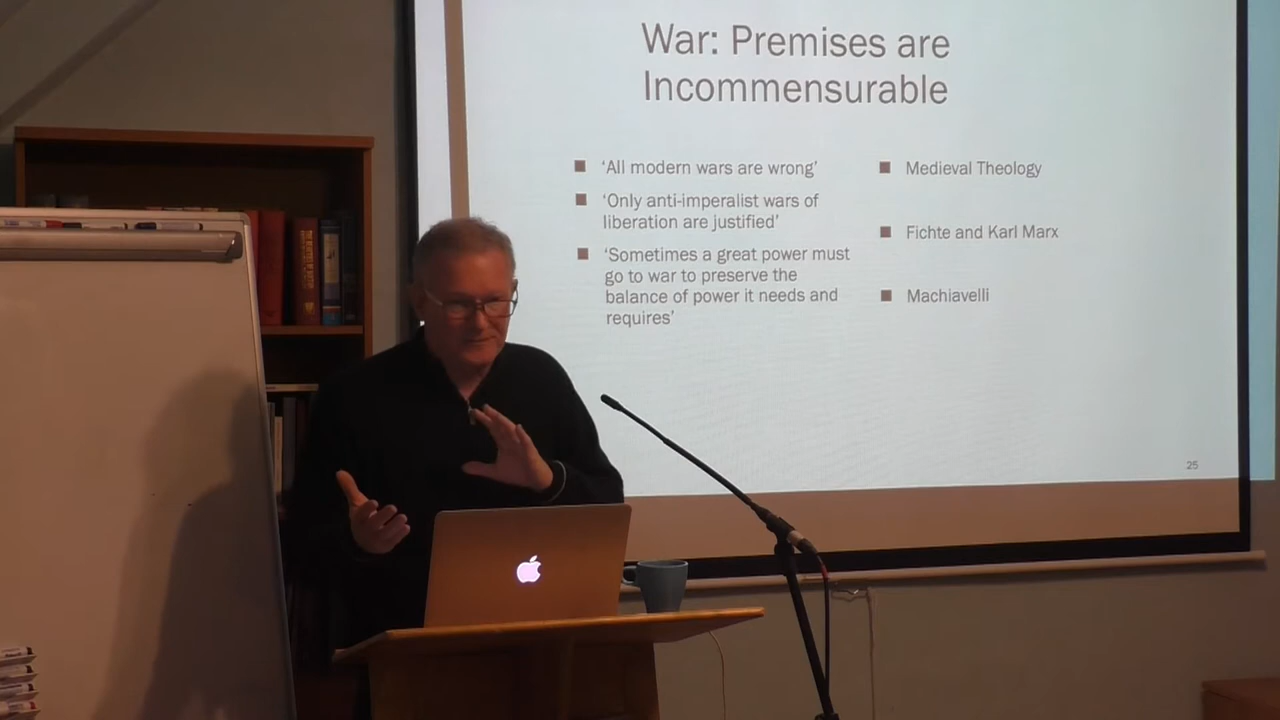 War: Premises are
Incommensurable
■ ‘All modern wars are wrong’
■ ‘Only anti-imperalist wars of
liberation are justified’
■ ‘Sometimes a great power must
go to war to preserve the
balance of power it needs and
requires’
■ Medieval Theology
■ Fichte and Karl Marx
■ Machiavelli
25